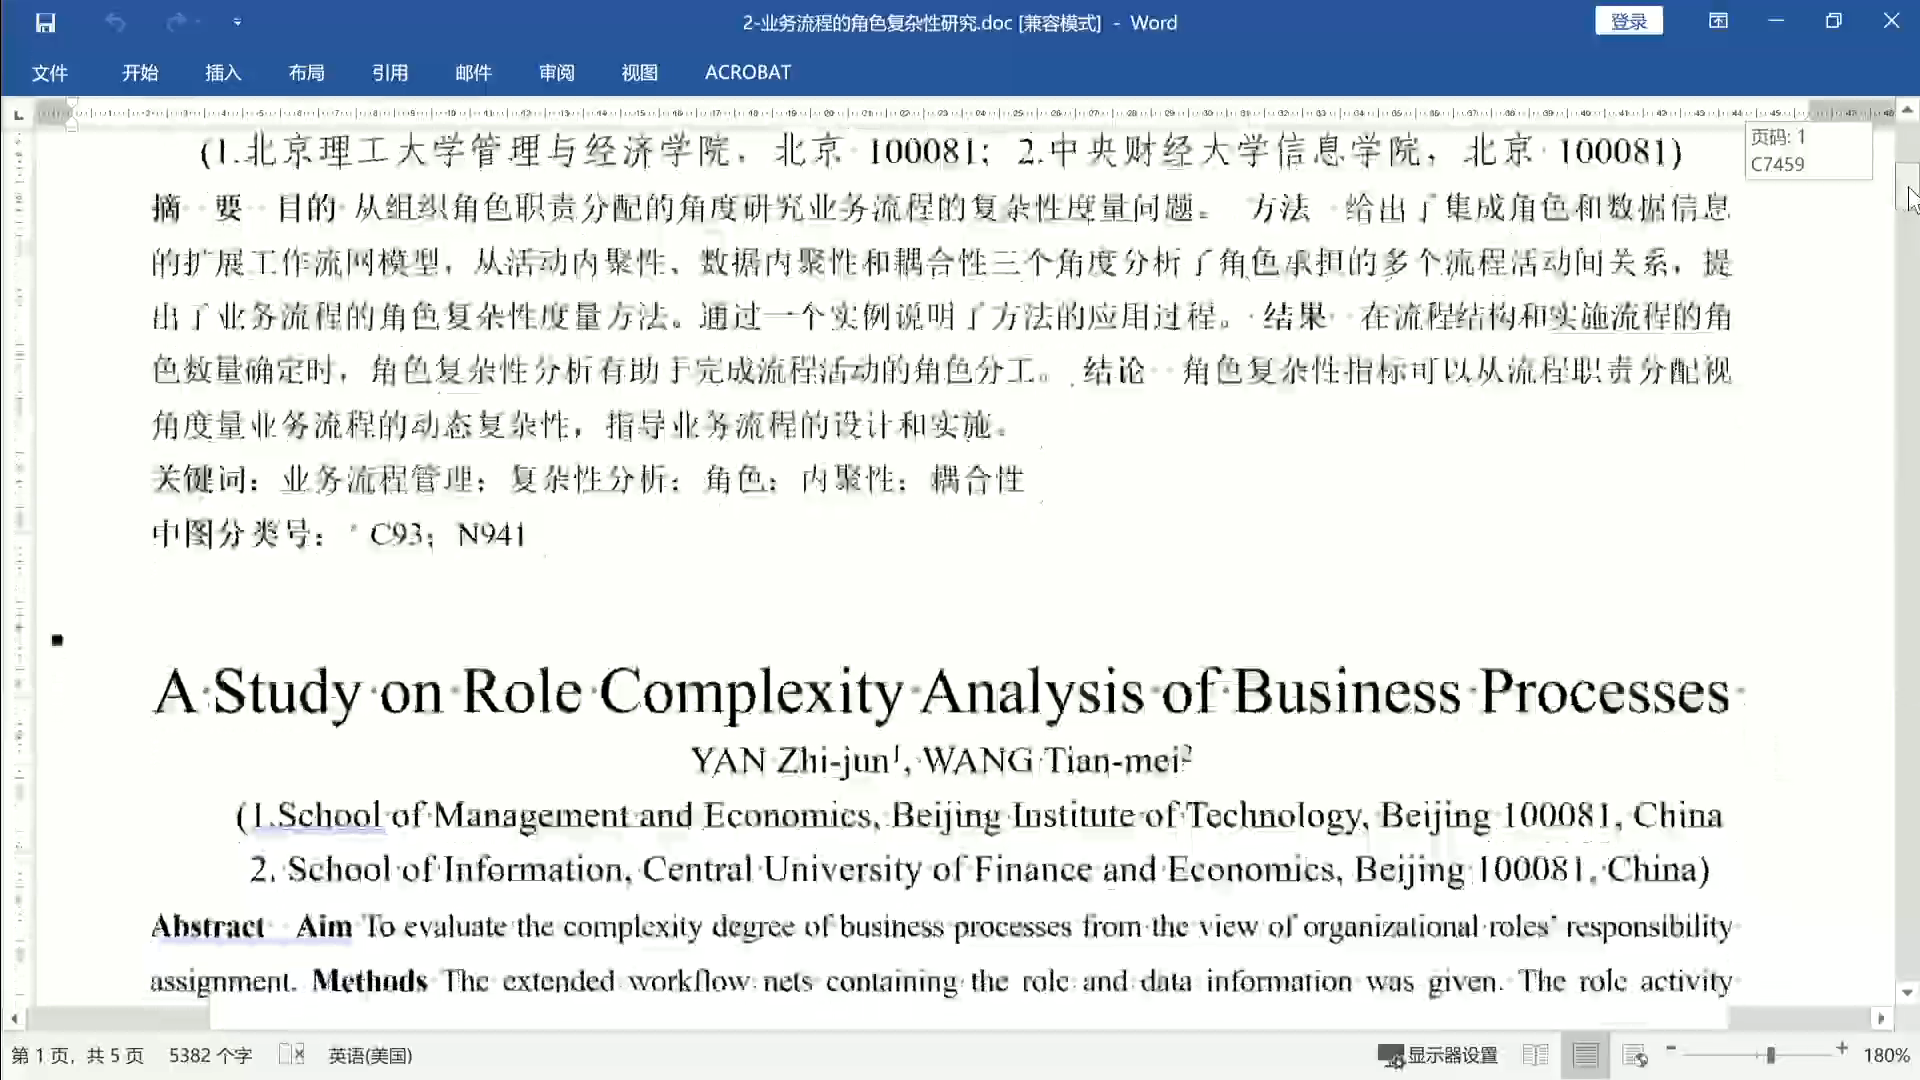 2-业务流程的角色复杂性研究.doc [兼容模式] - Word
登录
文件 开始 插入 布局 引用 邮件 审阅 视图 ACROBAT
页码: 1
C7459
(1.北京理工大学管理与经济学院，北京 100081；2.中央财经大学信息学院，北京 100081)
摘 要 目的 从组织角色职责分配的角度研究业务流程的复杂性度量问题。 方法 给出了集成角色和数据信息
的扩展工作流网模型，从活动内聚性、数据内聚性和耦合性三个角度分析了角色承担的多个流程活动间关系，提
出了业务流程的角色复杂性度量方法。通过一个实例说明了方法的应用过程。 结果 在流程结构和实施流程的角
色数量确定时，角色复杂性分析有助于完成流程活动的角色分工。 结论 角色复杂性指标可以从流程职责分配视
角度量业务流程的动态复杂性，指导业务流程的设计和实施。
关键词：业务流程管理；复杂性分析；角色；内聚性；耦合性
中图分类号： C93；N941
A Study on Role Complexity Analysis of Business Processes
YAN Zhi-jun1, WANG Tian-mei2
(1.School of Management and Economics, Beijing Institute of Technology, Beijing 100081, China
2. School of Information, Central University of Finance and Economics, Beijing 100081, China)
Abstract Aim To evaluate the complexity degree of business processes from the view of organizational roles' responsibility
assignment. Methods The extended workflow nets containing the role and data information was given. The role activity
第 1 页，共 5 页 5382 个字 英语(美国) 显示器设置 180%